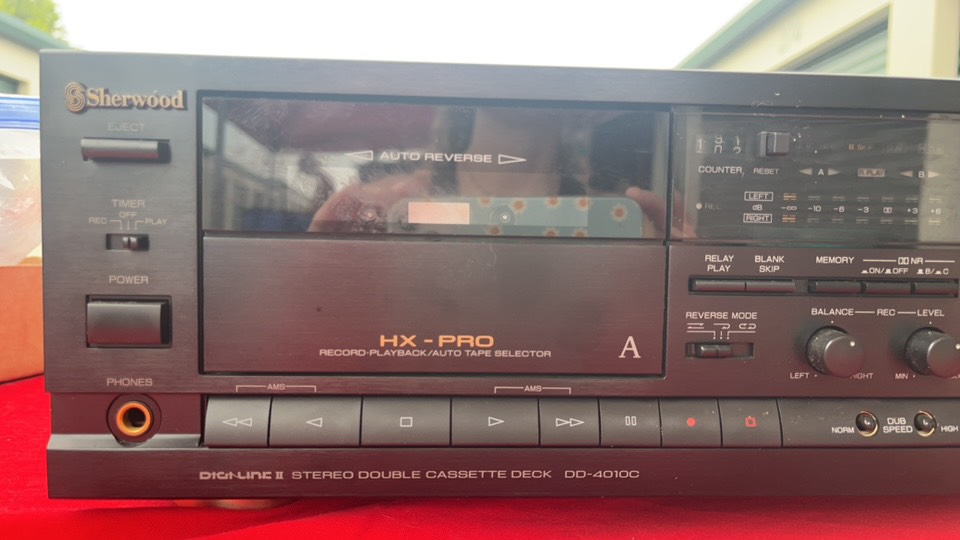 Sherwood
EJECT
TIMER
OFF
REC PLAY
POWER
PHONES
AUTO REVERSE
HX-PRO
RECORD-PLAYBACK/AUTO TAPE SELECTOR
A
AMS
AMS
COUNTER RESET
A R.PLAY B
REC
LEFT
dB -∞ -10 -6 -3 +3 +6
RIGHT
RELAY PLAY
BLANK SKIP
MEMORY
NR
ON/OFF B/C
REVERSE MODE
BALANCE REC LEVEL
LEFT RIGHT MIN
NORM DUB SPEED HIGH
DIGI-LINE II STEREO DOUBLE CASSETTE DECK DD-4010C